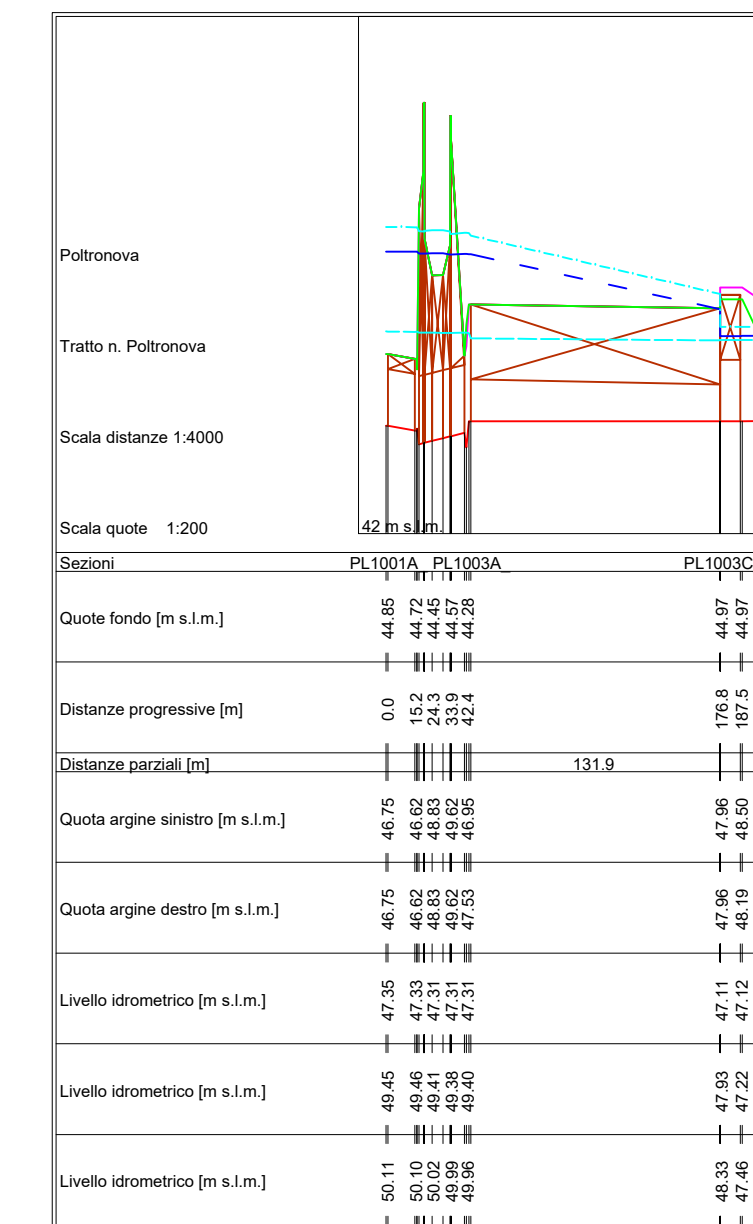 Poltronova
Tratto n. Poltronova
Scala distanze 1:4000
Scala quote 1:200
42 m s.l.m.
Sezioni PL1001A_ PL1003A_ PL1003C
Quote fondo [m s.l.m.] 44.85 44.72 44.45 44.57 44.28 44.97 44.97
Distanze progressive [m] 0.0 15.2 24.3 33.9 42.4 176.8 187.5
Distanze parziali [m] 131.9
Quota argine sinistro [m s.l.m.] 46.75 46.62 48.83 49.62 46.95 47.96 48.50
Quota argine destro [m s.l.m.] 46.75 46.62 48.83 49.62 47.53 47.96 48.19
Livello idrometrico [m s.l.m.] 47.35 47.33 47.31 47.31 47.31 47.11 47.12
Livello idrometrico [m s.l.m.] 49.45 49.46 49.41 49.38 49.40 47.93 47.22
Livello idrometrico [m s.l.m.] 50.11 50.10 50.02 49.99 49.96 48.33 47.46